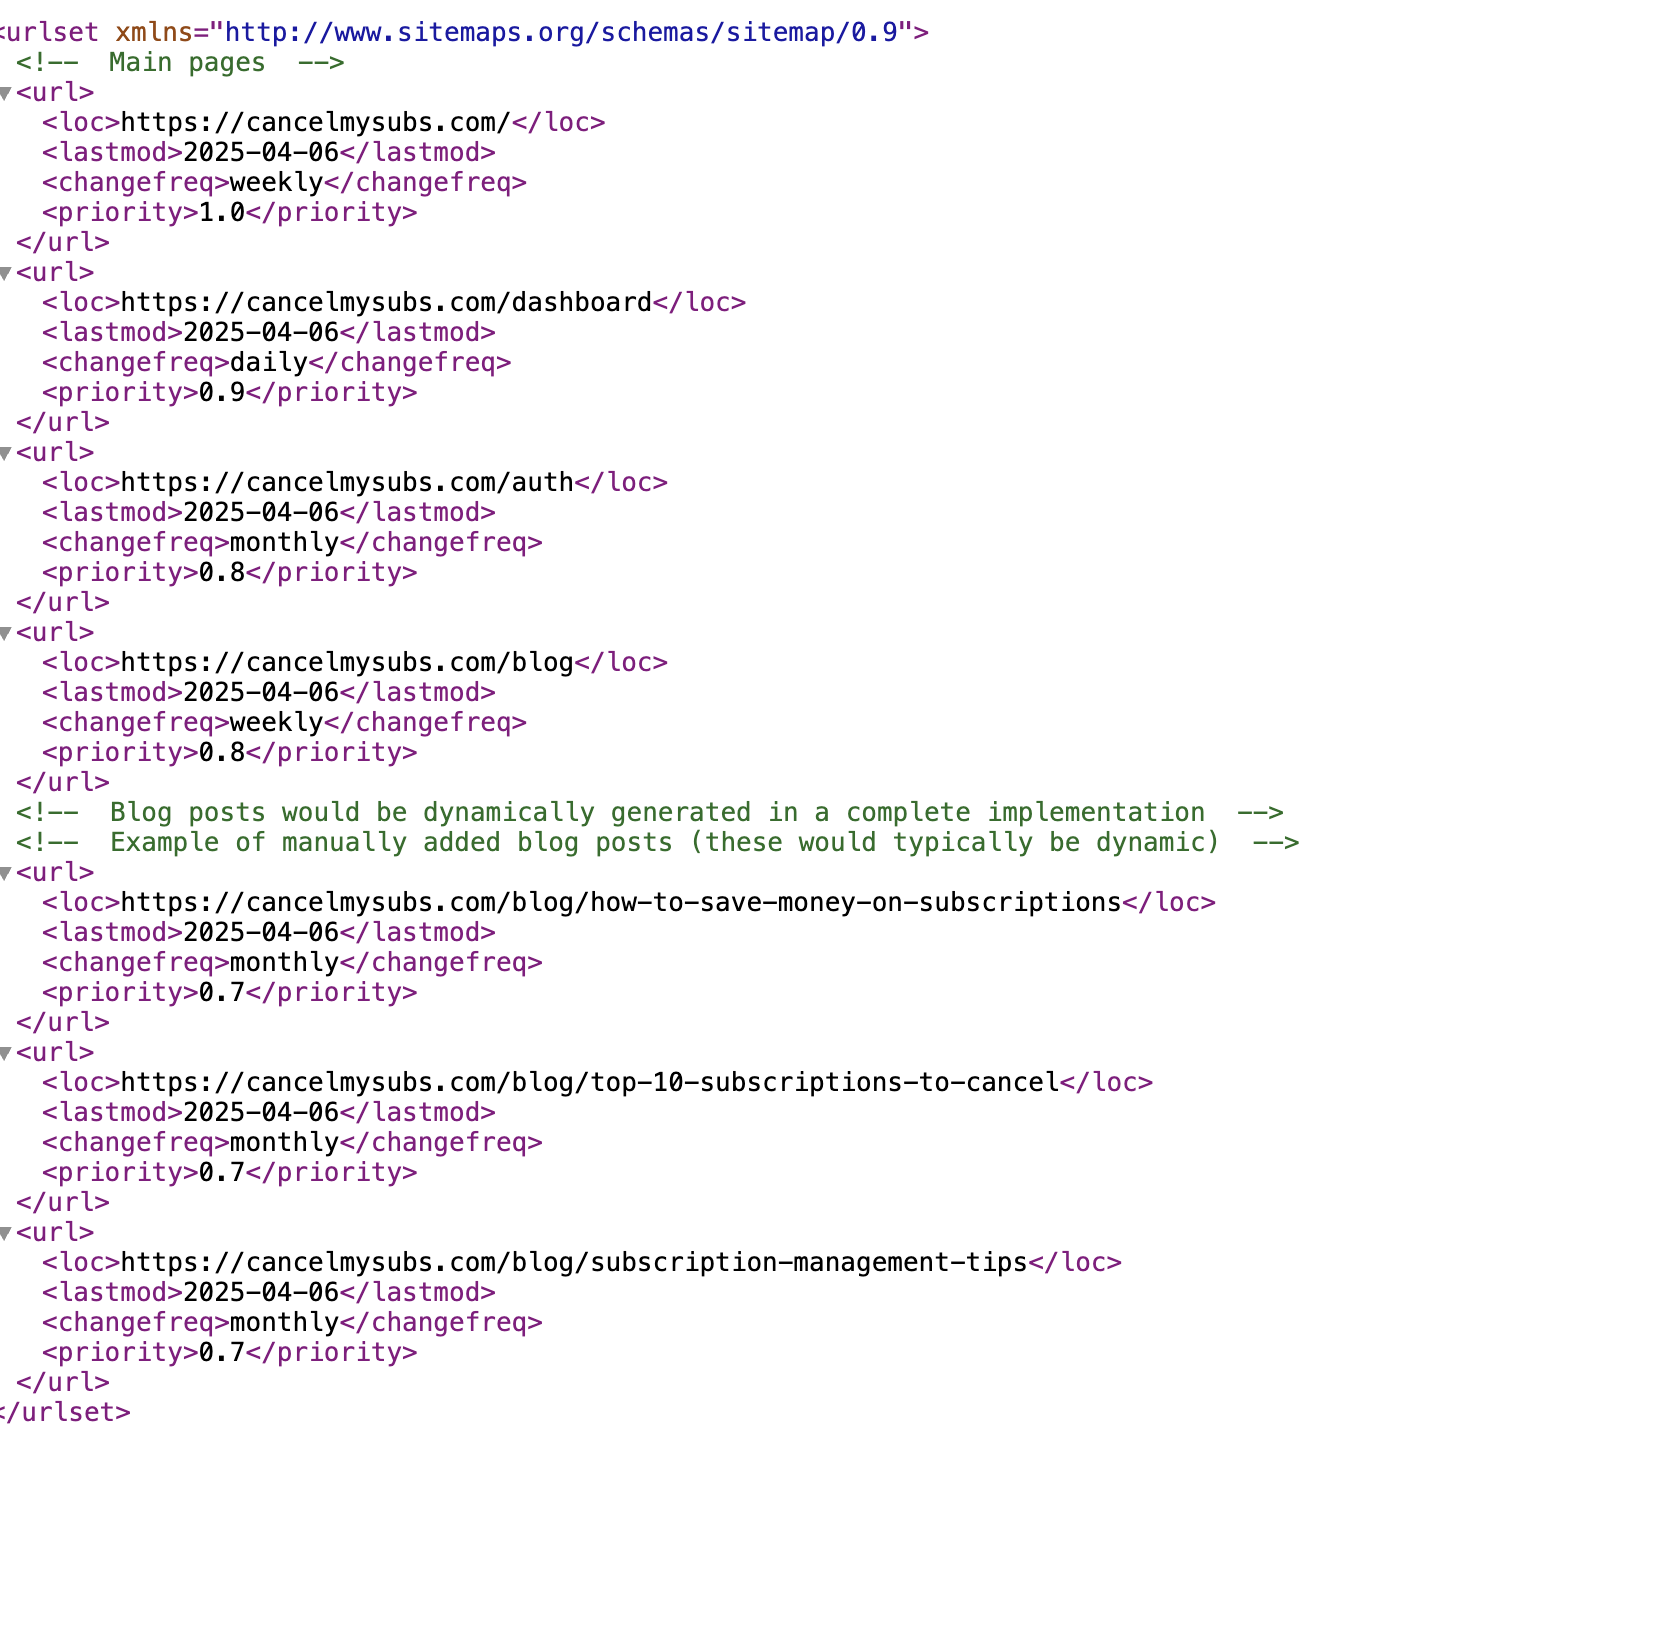 <urlset xmlns="http://www.sitemaps.org/schemas/sitemap/0.9">
<!-- Main pages -->
<url>
<loc>https://cancelmysubs.com/</loc>
<lastmod>2025-04-06</lastmod>
<changefreq>weekly</changefreq>
<priority>1.0</priority>
</url>
<url>
<loc>https://cancelmysubs.com/dashboard</loc>
<lastmod>2025-04-06</lastmod>
<changefreq>daily</changefreq>
<priority>0.9</priority>
</url>
<url>
<loc>https://cancelmysubs.com/auth</loc>
<lastmod>2025-04-06</lastmod>
<changefreq>monthly</changefreq>
<priority>0.8</priority>
</url>
<url>
<loc>https://cancelmysubs.com/blog</loc>
<lastmod>2025-04-06</lastmod>
<changefreq>weekly</changefreq>
<priority>0.8</priority>
</url>
<!-- Blog posts would be dynamically generated in a complete implementation -->
<!-- Example of manually added blog posts (these would typically be dynamic) -->
<url>
<loc>https://cancelmysubs.com/blog/how-to-save-money-on-subscriptions</loc>
<lastmod>2025-04-06</lastmod>
<changefreq>monthly</changefreq>
<priority>0.7</priority>
</url>
<url>
<loc>https://cancelmysubs.com/blog/top-10-subscriptions-to-cancel</loc>
<lastmod>2025-04-06</lastmod>
<changefreq>monthly</changefreq>
<priority>0.7</priority>
</url>
<url>
<loc>https://cancelmysubs.com/blog/subscription-management-tips</loc>
<lastmod>2025-04-06</lastmod>
<changefreq>monthly</changefreq>
<priority>0.7</priority>
</url>
</urlset>